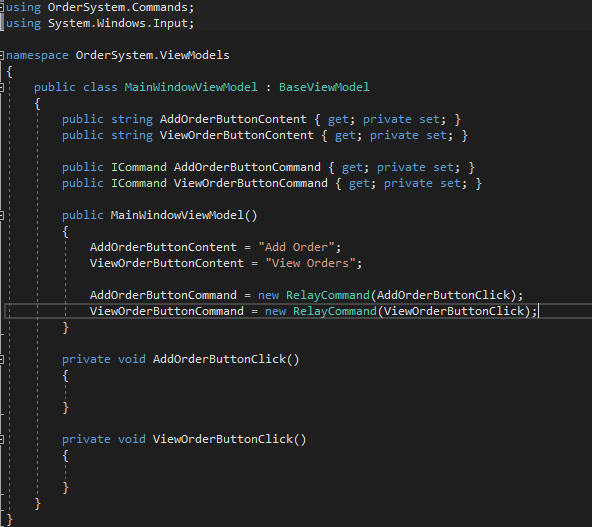 using OrderSystem.Commands;
using System.Windows.Input;
namespace OrderSystem.ViewModels
{
public class MainWindowViewModel : BaseViewModel
{
public string AddOrderButtonContent { get; private set; }
public string ViewOrderButtonContent { get; private set; }
public ICommand AddOrderButtonCommand { get; private set; }
public ICommand ViewOrderButtonCommand { get; private set; }
public MainWindowViewModel()
{
AddOrderButtonContent = "Add Order";
ViewOrderButtonContent = "View Orders";
AddOrderButtonCommand = new RelayCommand(AddOrderButtonClick);
ViewOrderButtonCommand = new RelayCommand(ViewOrderButtonClick);
}
private void AddOrderButtonClick()
{
}
private void ViewOrderButtonClick()
{
}
}
}